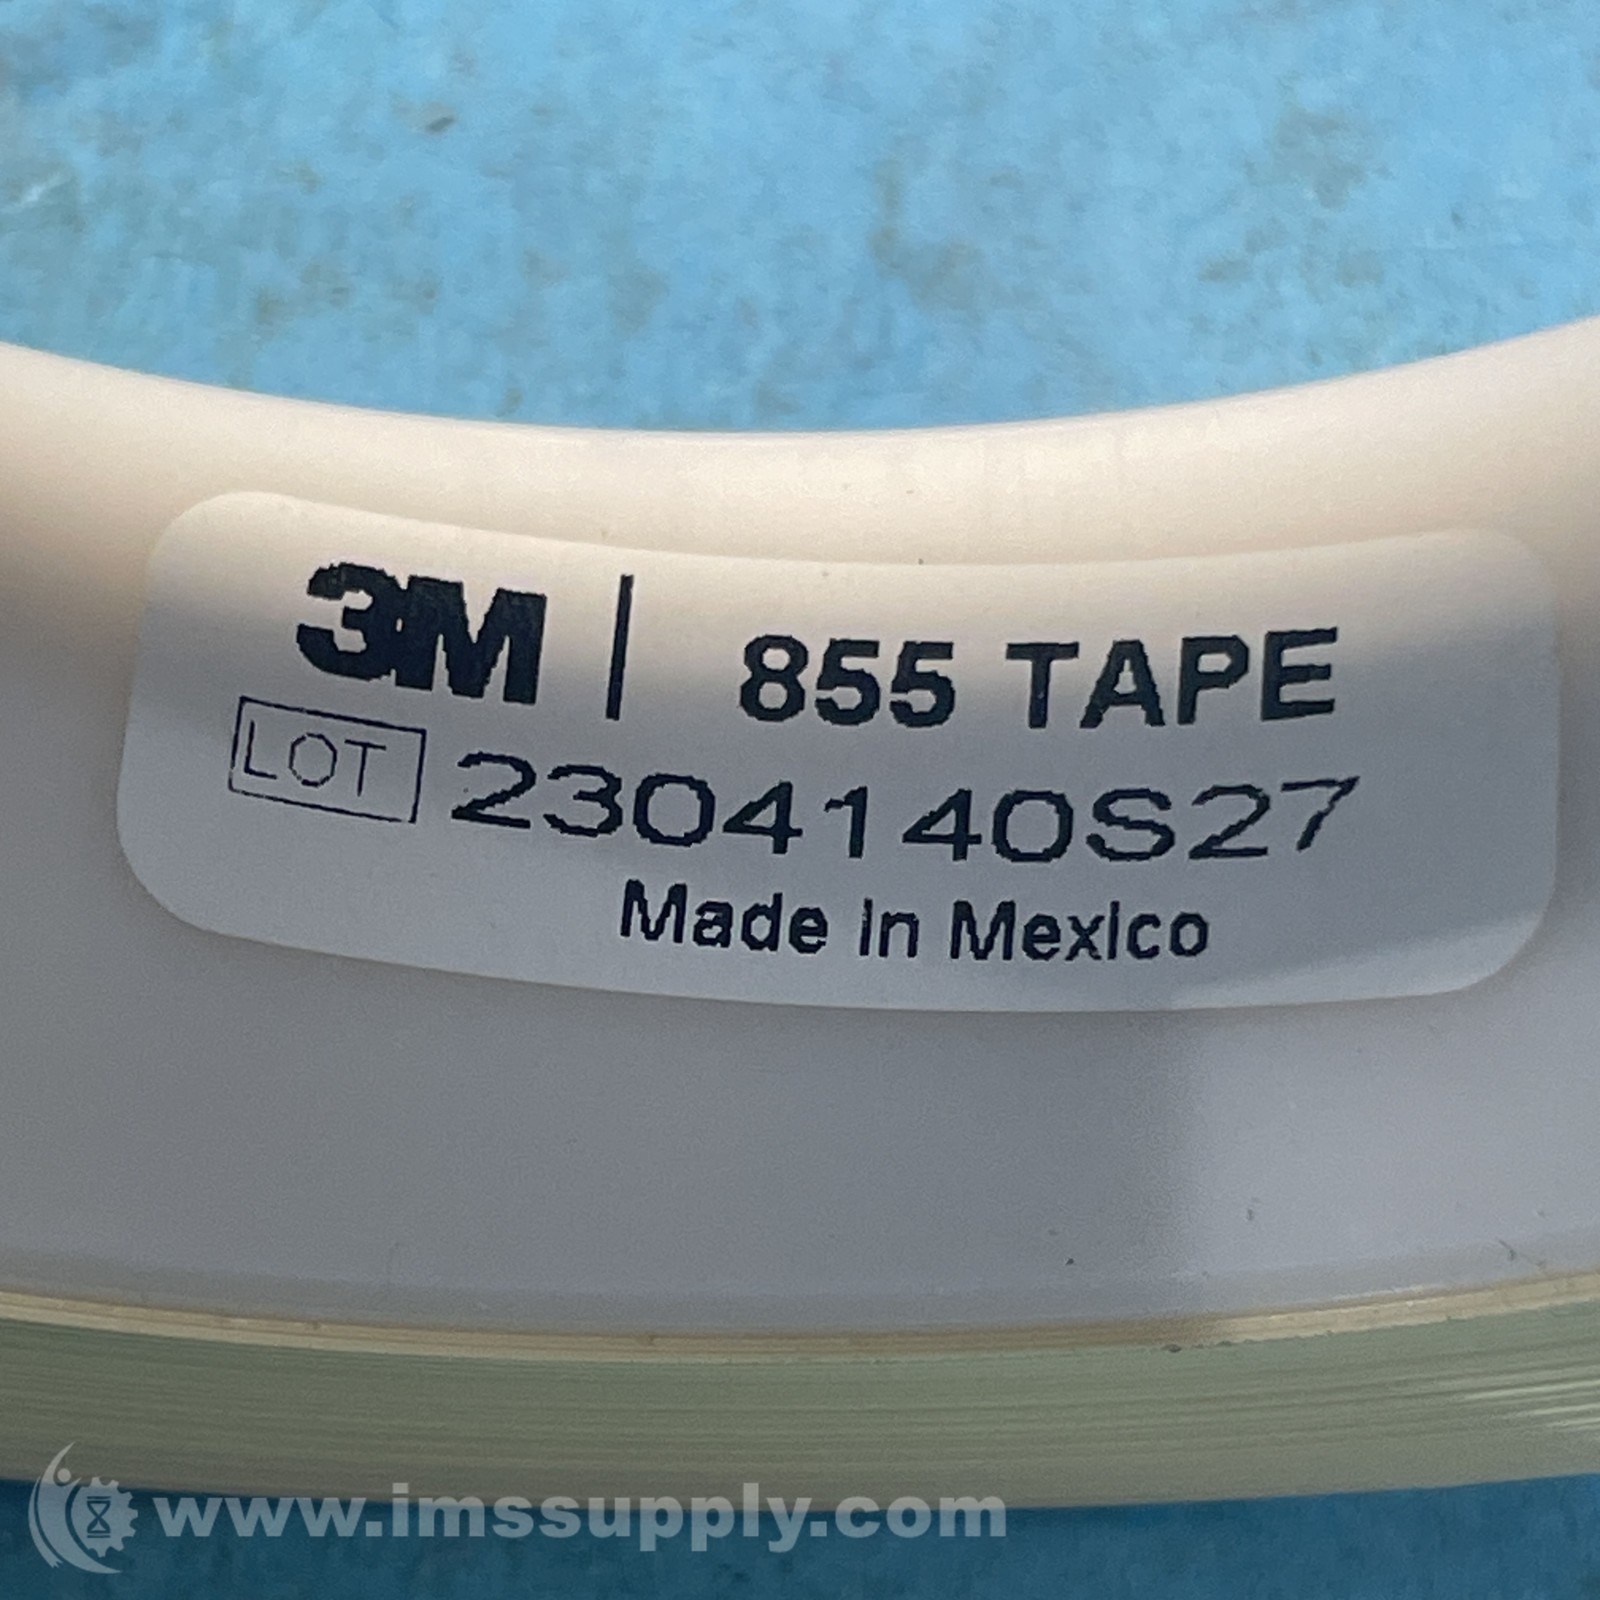 3M | 855 TAPE
LOT 2304140S27
Made in Mexico
www.imssupply.com